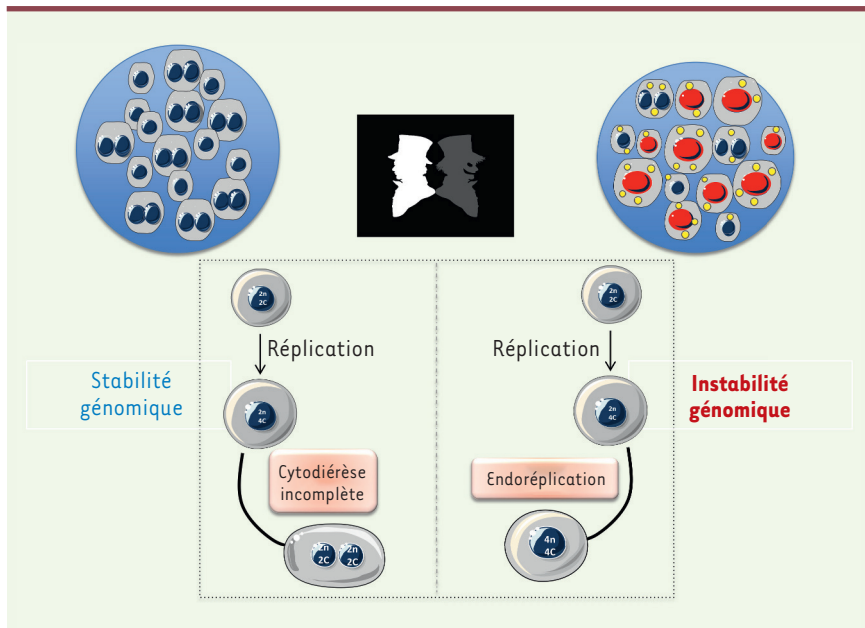 2n
2C
2n
2C
Réplication
Réplication
Stabilité
génomique
2n
4C
2n
4C
Instabilité
génomique
Cytodiérèse
incomplète
Endoréplication
2n 2n
2C 2C
4n
4C